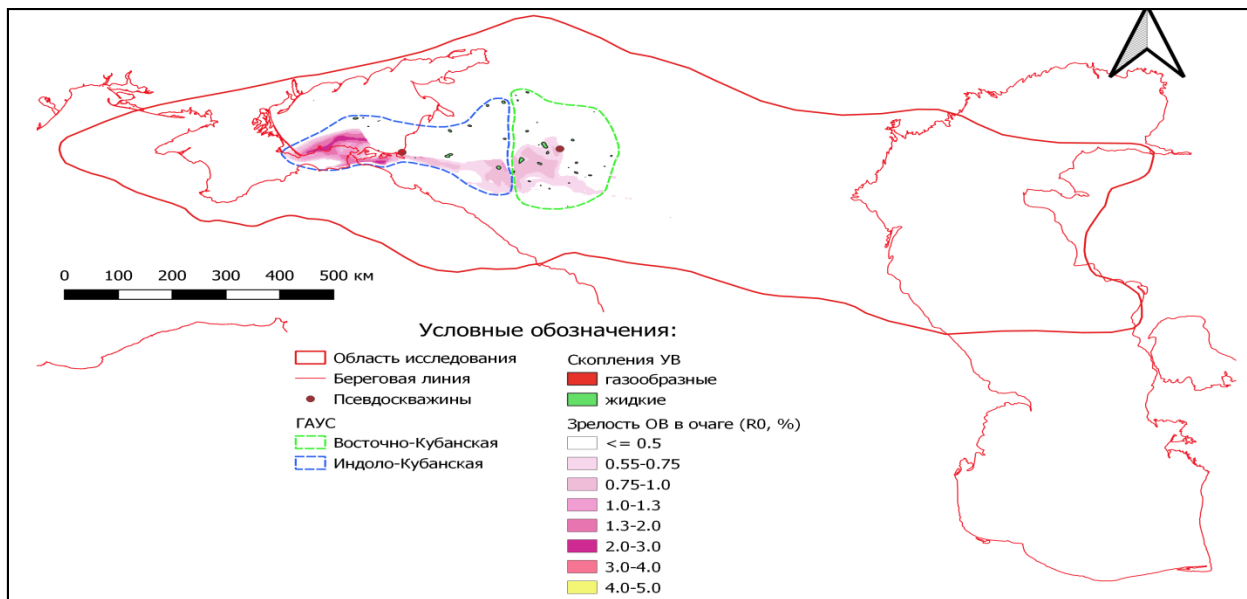 0 100 200 300 400 500 км
Условные обозначения:
Область исследования
Береговая линия
Псевдоскважины
ГАУС
Восточно-Кубанская
Индоло-Кубанская
Скопления УВ
газообразные
жидкие
Зрелость ОВ в очаге (R0, %)
<= 0.5
0.55-0.75
0.75-1.0
1.0-1.3
1.3-2.0
2.0-3.0
3.0-4.0
4.0-5.0